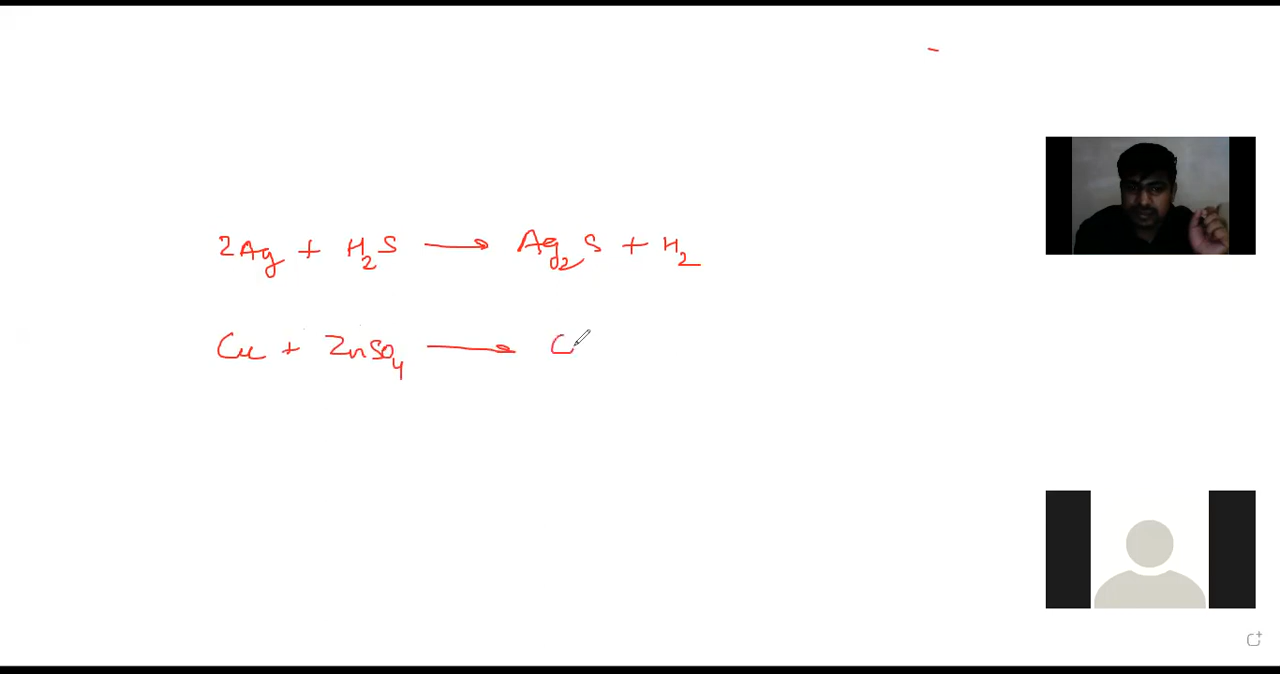 2Ag + H₂S ⟶ Ag₂S + H₂
Cu + ZnSO₄ ⟶ C